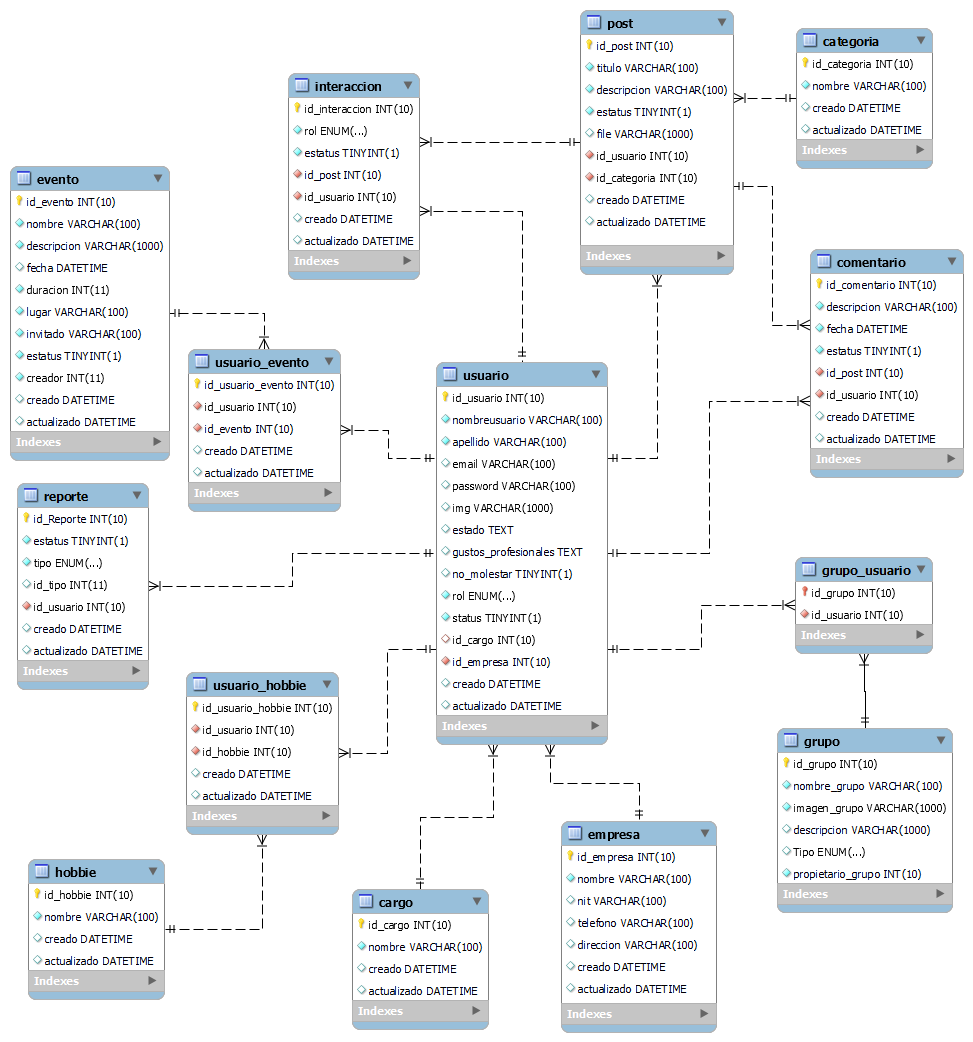 post
id_post INT(10)
titulo VARCHAR(100)
descripcion VARCHAR(100)
estatus TINYINT(1)
file VARCHAR(1000)
id_usuario INT(10)
id_categoria INT(10)
creado DATETIME
actualizado DATETIME
Indexes
categoria
id_categoria INT(10)
nombre VARCHAR(100)
creado DATETIME
actualizado DATETIME
Indexes
interaccion
id_interaccion INT(10)
rol ENUM(...)
estatus TINYINT(1)
id_post INT(10)
id_usuario INT(10)
creado DATETIME
actualizado DATETIME
Indexes
evento
id_evento INT(10)
nombre VARCHAR(100)
descripcion VARCHAR(1000)
fecha DATETIME
duracion INT(11)
lugar VARCHAR(100)
invitado VARCHAR(100)
estatus TINYINT(1)
creador INT(11)
creado DATETIME
actualizado DATETIME
Indexes
comentario
id_comentario INT(10)
descripcion VARCHAR(100)
fecha DATETIME
estatus TINYINT(1)
id_post INT(10)
id_usuario INT(10)
creado DATETIME
actualizado DATETIME
Indexes
usuario_evento
id_usuario_evento INT(10)
id_usuario INT(10)
id_evento INT(10)
creado DATETIME
actualizado DATETIME
Indexes
usuario
id_usuario INT(10)
nombreusuario VARCHAR(100)
apellido VARCHAR(100)
email VARCHAR(100)
password VARCHAR(100)
img VARCHAR(1000)
estado TEXT
gustos_profesionales TEXT
no_molestar TINYINT(1)
rol ENUM(...)
status TINYINT(1)
id_cargo INT(10)
id_empresa INT(10)
creado DATETIME
actualizado DATETIME
Indexes
reporte
id_Reporte INT(10)
estatus TINYINT(1)
tipo ENUM(...)
id_tipo INT(11)
id_usuario INT(10)
creado DATETIME
actualizado DATETIME
Indexes
grupo_usuario
id_grupo INT(10)
id_usuario INT(10)
Indexes
usuario_hobbie
id_usuario_hobbie INT(10)
id_usuario INT(10)
id_hobbie INT(10)
creado DATETIME
actualizado DATETIME
Indexes
grupo
id_grupo INT(10)
nombre_grupo VARCHAR(100)
imagen_grupo VARCHAR(1000)
descripcion VARCHAR(1000)
Tipo ENUM(...)
propietario_grupo INT(10)
Indexes
empresa
id_empresa INT(10)
nombre VARCHAR(100)
nit VARCHAR(100)
telefono VARCHAR(100)
direccion VARCHAR(100)
creado DATETIME
actualizado DATETIME
Indexes
hobbie
id_hobbie INT(10)
nombre VARCHAR(100)
creado DATETIME
actualizado DATETIME
Indexes
cargo
id_cargo INT(10)
nombre VARCHAR(100)
creado DATETIME
actualizado DATETIME
Indexes